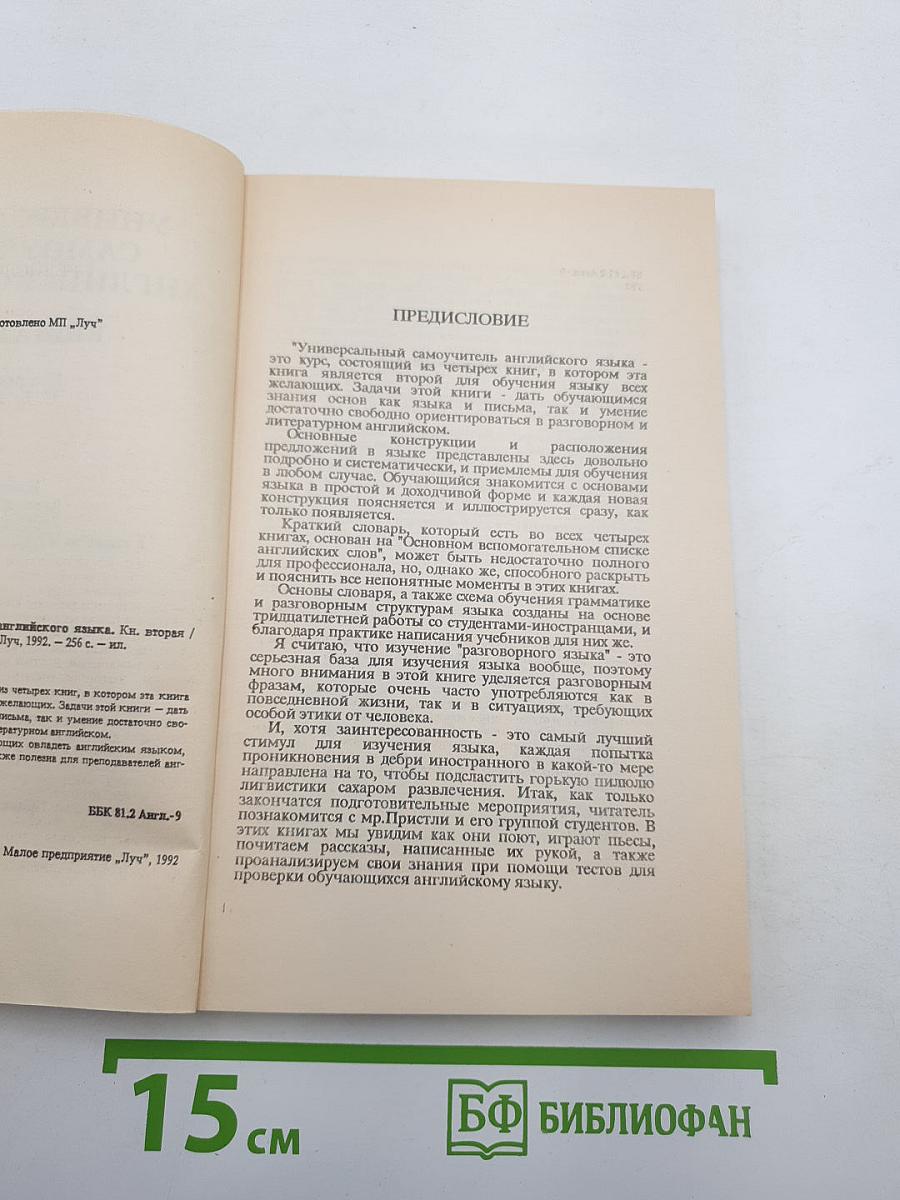 отовлено МП „Луч”
английского языка. Кн. вторая /
Луч, 1992. — 256 с. — ил.
из четырех книг, в котором эта книга
желающих. Задачи этой книги — дать
письма, так и умение достаточно сво-
тературном английском.
ющих овладеть английским языком,
кже полезна для преподавателей анг-
ББК 81.2 Англ.-9
Малое предприятие „Луч”, 1992
ПРЕДИСЛОВИЕ
"Универсальный самоучитель английского языка -
это курс, состоящий из четырех книг, в котором эта
книга является второй для обучения языку всех
желающих. Задачи этой книги - дать обучающимся
знания основ как языка и письма, так и умение
достаточно свободно ориентироваться в разговорном и
литературном английском.
Основные конструкции и расположения
предложений в языке представлены здесь довольно
подробно и систематически, и приемлемы для обучения
в любом случае. Обучающийся знакомится с основами
языка в простой и доходчивой форме и каждая новая
конструкция поясняется и иллюстрируется сразу, как
только появляется.
Краткий словарь, который есть во всех четырех
книгах, основан на "Основном вспомогательном списке
английских слов", может быть недостаточно полного
для профессионала, но, однако же, способного раскрыть
и пояснить все непонятные моменты в этих книгах.
Основы словаря, а также схема обучения грамматике
и разговорным структурам языка созданы на основе
тридцатилетней работы со студентами-иностранцами, и
благодаря практике написания учебников для них же.
Я считаю, что изучение "разговорного языка" - это
серьезная база для изучения языка вообще, поэтому
много внимания в этой книге уделяется разговорным
фразам, которые очень часто употребляются как в
повседневной жизни, так и в ситуациях, требующих
особой этики от человека.
И, хотя заинтересованность - это самый лучший
стимул для изучения языка, каждая попытка
проникновения в дебри иностранного в какой-то мере
направлена на то, чтобы подсластить горькую пилюлю
лигвистики сахаром развлечения. Итак, как только
закончатся подготовительные мероприятия, читатель
познакомится с мр.Пристли и его группой студентов. В
этих книгах мы увидим как они поют, играют пьесы,
почитаем рассказы, написанные их рукой, а также
проанализируем свои знания при помощи тестов для
проверки обучающихся английскому языку.
15 см
БФ БИБЛИОФАН